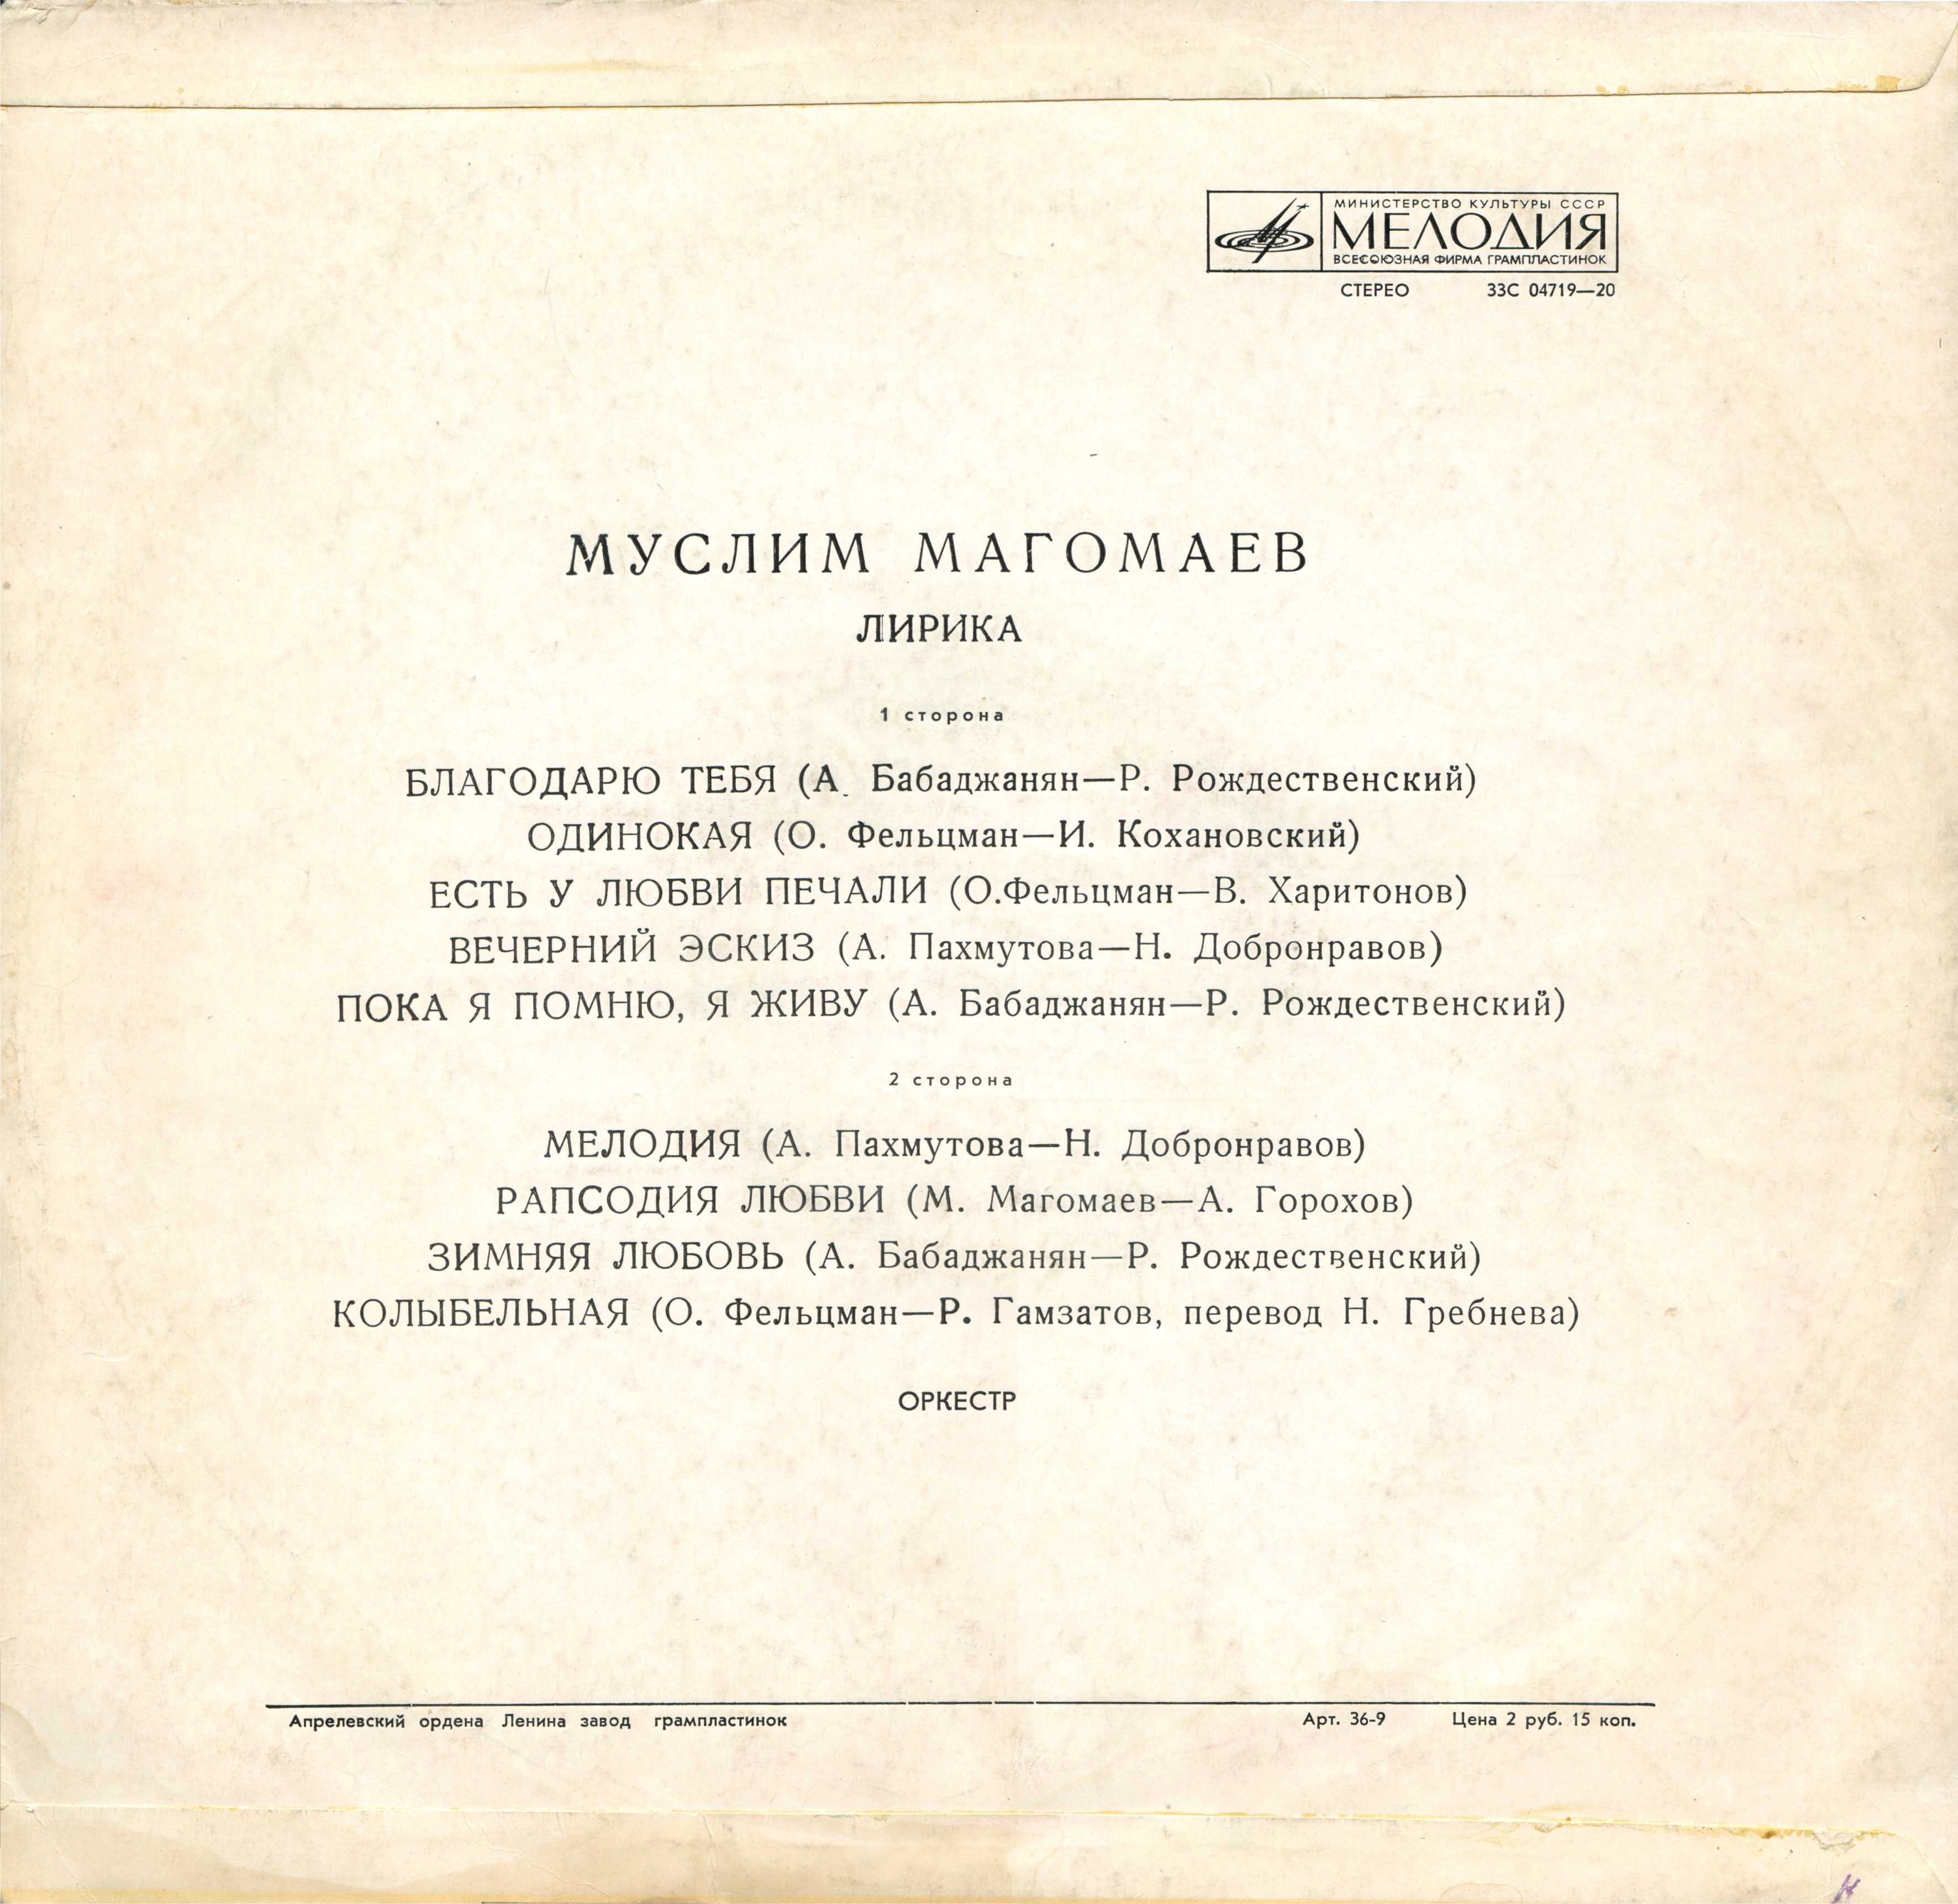 МИНИСТЕРСТВО КУЛЬТУРЫ СССР
МЕЛОДИЯ
ВСЕСОЮЗНАЯ ФИРМА ГРАМПЛАСТИНОК
СТЕРЕО 33С 04719—20
МУСЛИМ МАГОМАЕВ
ЛИРИКА
1 сторона
БЛАГОДАРЮ ТЕБЯ (А. Бабаджанян—Р. Рождественский)
ОДИНОКАЯ (О. Фельцман—И. Кохановский)
ЕСТЬ У ЛЮБВИ ПЕЧАЛИ (О.Фельцман—В. Харитонов)
ВЕЧЕРНИЙ ЭСКИЗ (А. Пахмутова—Н. Добронравов)
ПОКА Я ПОМНЮ, Я ЖИВУ (А. Бабаджанян—Р. Рождественский)
2 сторона
МЕЛОДИЯ (А. Пахмутова—Н. Добронравов)
РАПСОДИЯ ЛЮБВИ (М. Магомаев—А. Горохов)
ЗИМНЯЯ ЛЮБОВЬ (А. Бабаджанян—Р. Рождественский)
КОЛЫБЕЛЬНАЯ (О. Фельцман—Р. Гамзатов, перевод Н. Гребнева)
ОРКЕСТР
Апрелевский ордена Ленина завод грампластинок Арт. 36-9 Цена 2 руб. 15 коп.